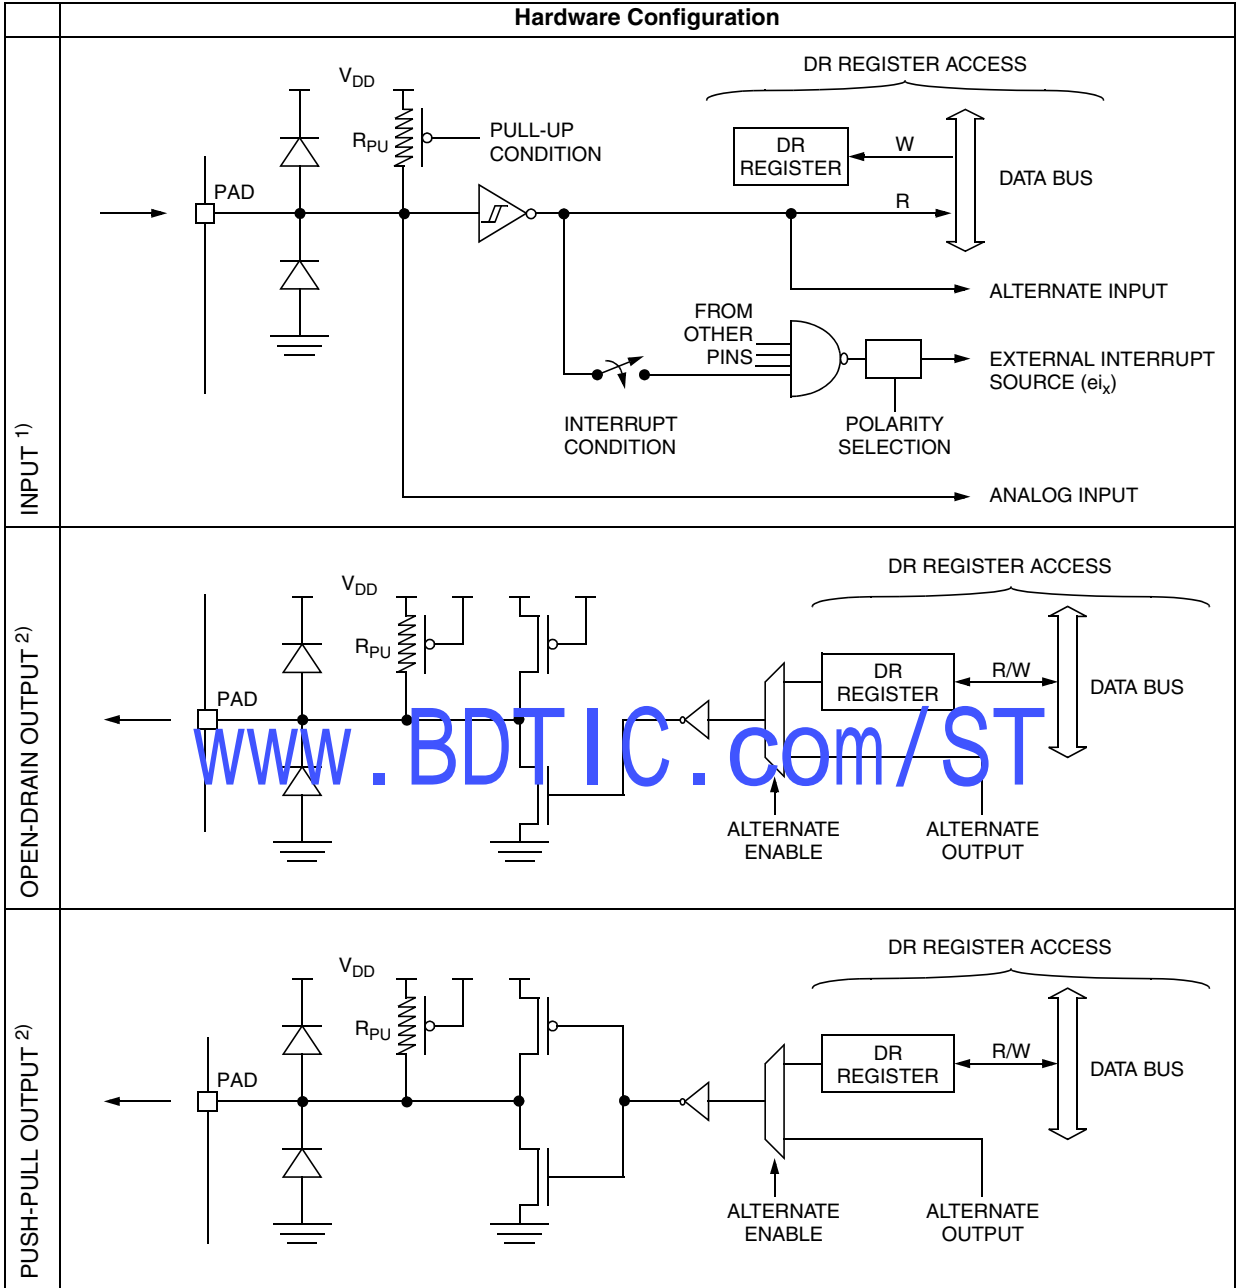 Hardware Configuration
INPUT 1)
DR REGISTER ACCESS
VDD
RPU
PULL-UP
CONDITION
DR
REGISTER
W
DATA BUS
PAD
R
ALTERNATE INPUT
FROM
OTHER
PINS
EXTERNAL INTERRUPT
SOURCE (eix)
INTERRUPT
CONDITION
POLARITY
SELECTION
ANALOG INPUT
OPEN-DRAIN OUTPUT 2)
DR REGISTER ACCESS
VDD
RPU
DR
REGISTER
R/W
DATA BUS
PAD
www.BDTIC.com/ST
ALTERNATE
ENABLE
ALTERNATE
OUTPUT
PUSH-PULL OUTPUT 2)
DR REGISTER ACCESS
VDD
RPU
DR
REGISTER
R/W
DATA BUS
PAD
ALTERNATE
ENABLE
ALTERNATE
OUTPUT